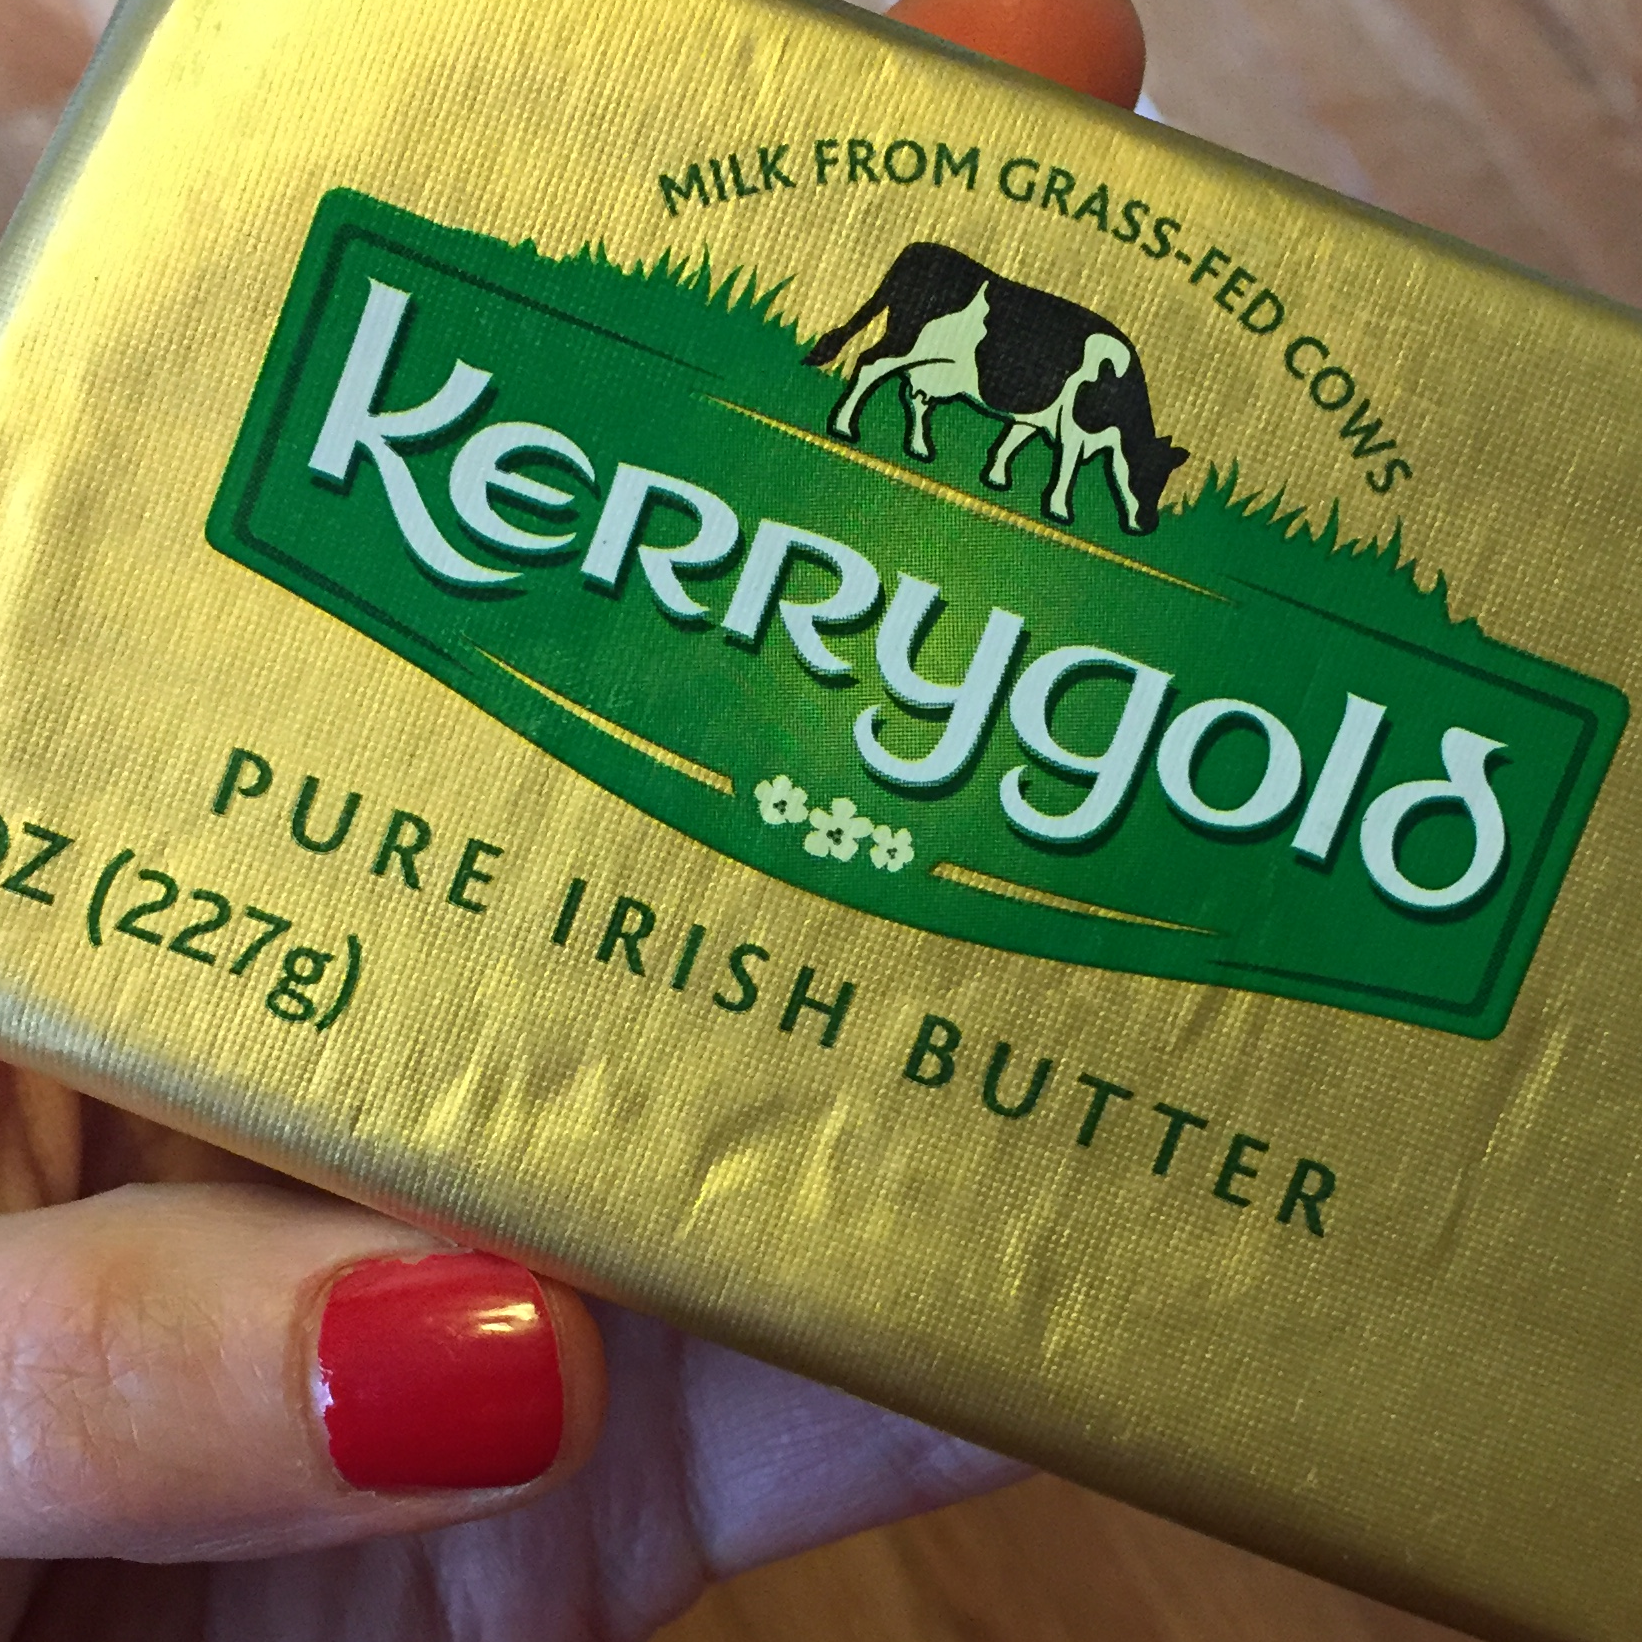 MILK FROM GRASS-FED COWS
Kerrygold
PURE IRISH BUTTER
OZ (227g)